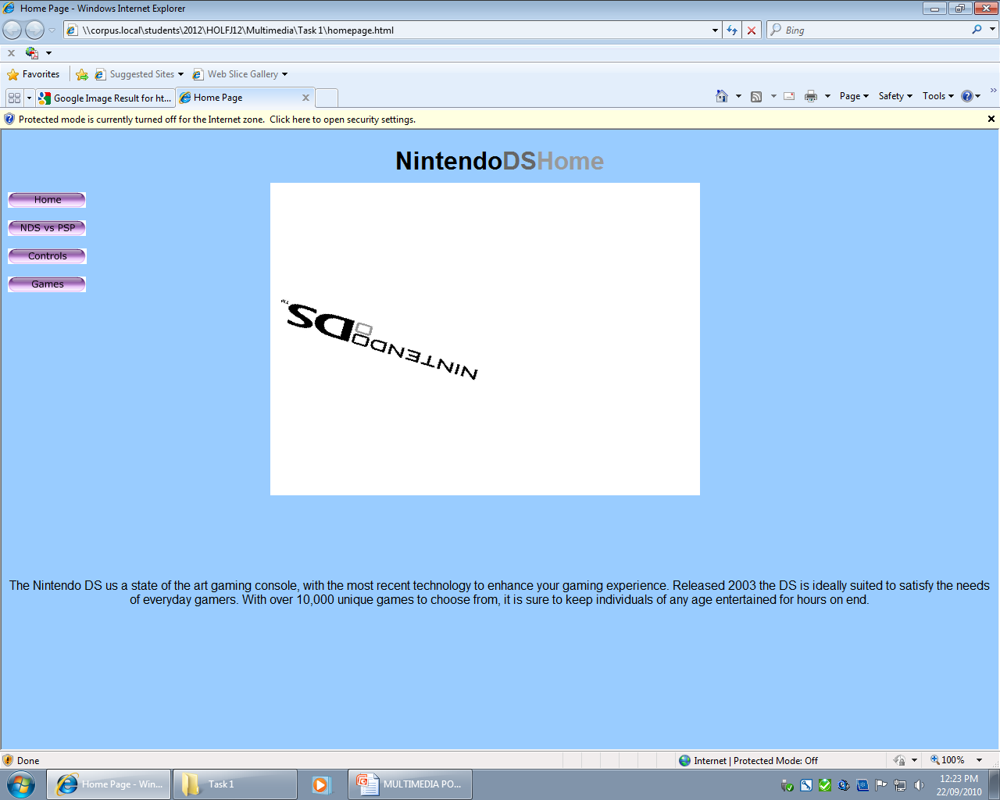 Home Page - Windows Internet Explorer
\\corpus.local\students\2012\HOLFJ12\Multimedia\Task 1\homepage.html
Bing
x
Favorites
Suggested Sites
Web Slice Gallery
Google Image Result for ht...
Home Page
x
Page
Safety
Tools
»
Protected mode is currently turned off for the Internet zone. Click here to open security settings.
NintendoDSHome
Home
NDS vs PSP
Controls
Games
NINTENDO DS™
The Nintendo DS us a state of the art gaming console, with the most recent technology to enhance your gaming experience. Released 2003 the DS is ideally suited to satisfy the needs
of everyday gamers. With over 10,000 unique games to choose from, it is sure to keep individuals of any age entertained for hours on end.
Done
Internet | Protected Mode: Off
100%
Home Page - Win...
Task 1
MULTIMEDIA PO...
12:23 PM
22/09/2010